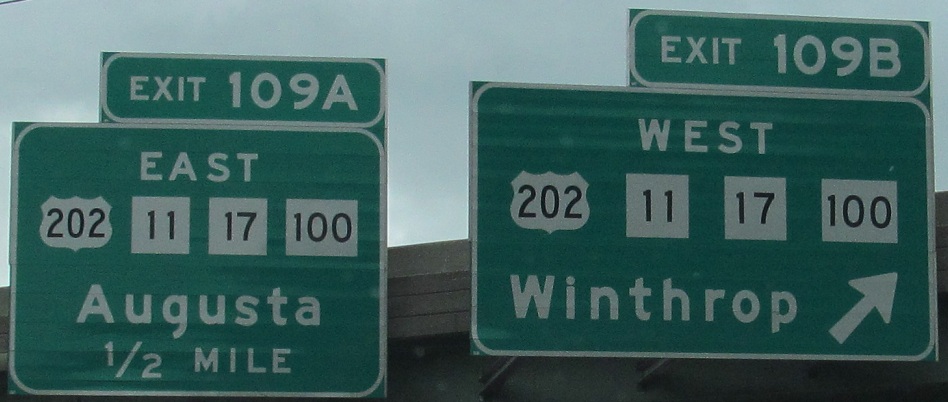 EXIT 109A
EAST
202 11 17 100
Augusta
1/2 MILE
EXIT 109B
WEST
202 11 17 100
Winthrop